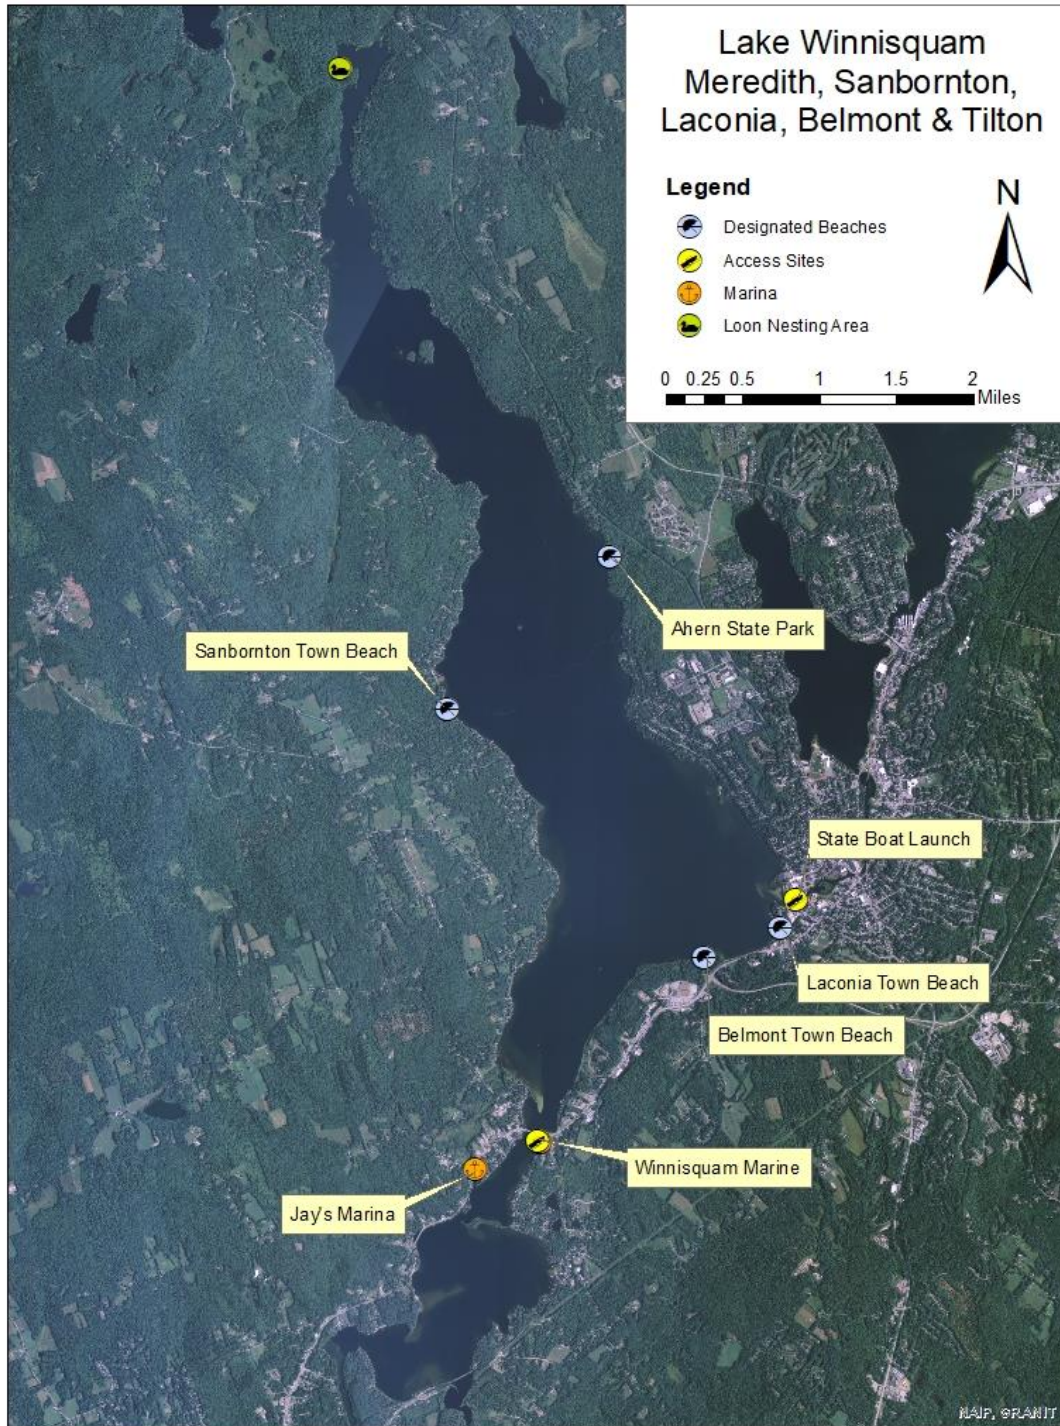 Lake Winnisquam
Meredith, Sanbornton,
Laconia, Belmont & Tilton
Legend
N
Designated Beaches
Access Sites
Marina
Loon Nesting Area
0 0.25 0.5 1 1.5 2
Miles
Ahern State Park
Sanbornton Town Beach
State Boat Launch
Laconia Town Beach
Belmont Town Beach
Winnisquam Marine
Jay's Marina
NAIP, GRANIT